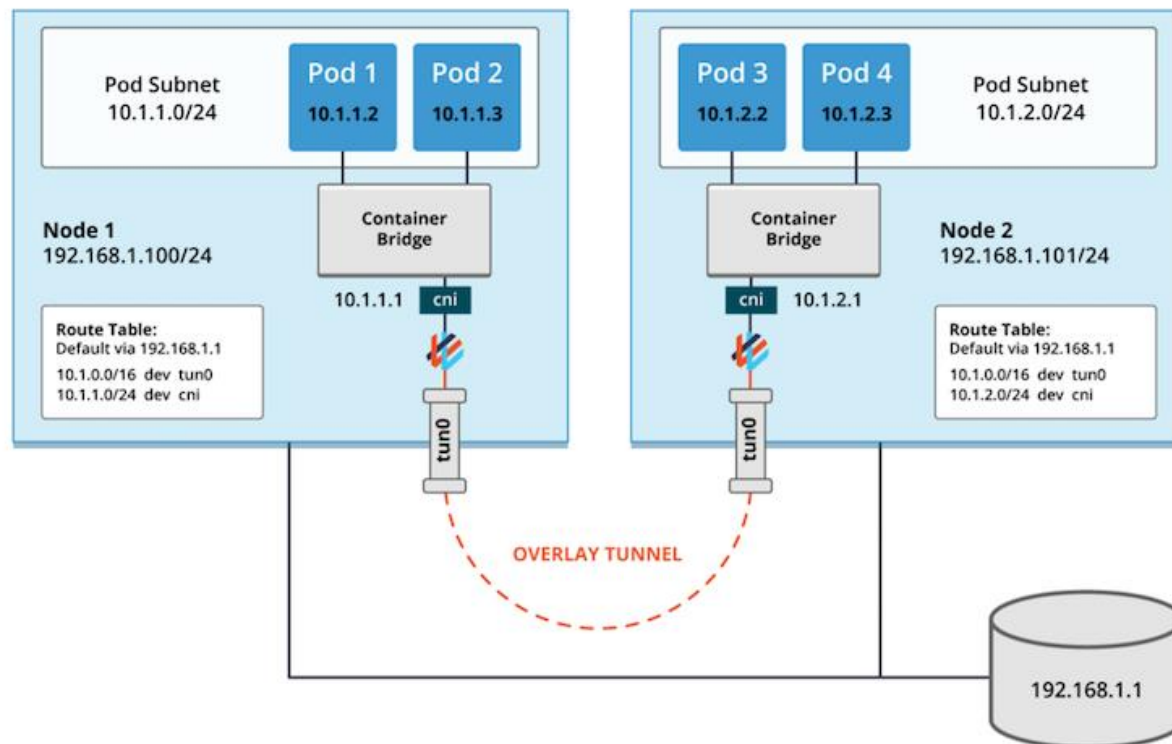 Pod Subnet
10.1.1.0/24
Pod 1
10.1.1.2
Pod 2
10.1.1.3
Container
Bridge
Node 1
192.168.1.100/24
10.1.1.1
cni
Route Table:
Default via 192.168.1.1
10.1.0.0/16 dev tun0
10.1.1.0/24 dev cni
tun0
Pod 3
10.1.2.2
Pod 4
10.1.2.3
Pod Subnet
10.1.2.0/24
Container
Bridge
Node 2
192.168.1.101/24
cni
10.1.2.1
Route Table:
Default via 192.168.1.1
10.1.0.0/16 dev tun0
10.1.2.0/24 dev cni
tun0
OVERLAY TUNNEL
192.168.1.1